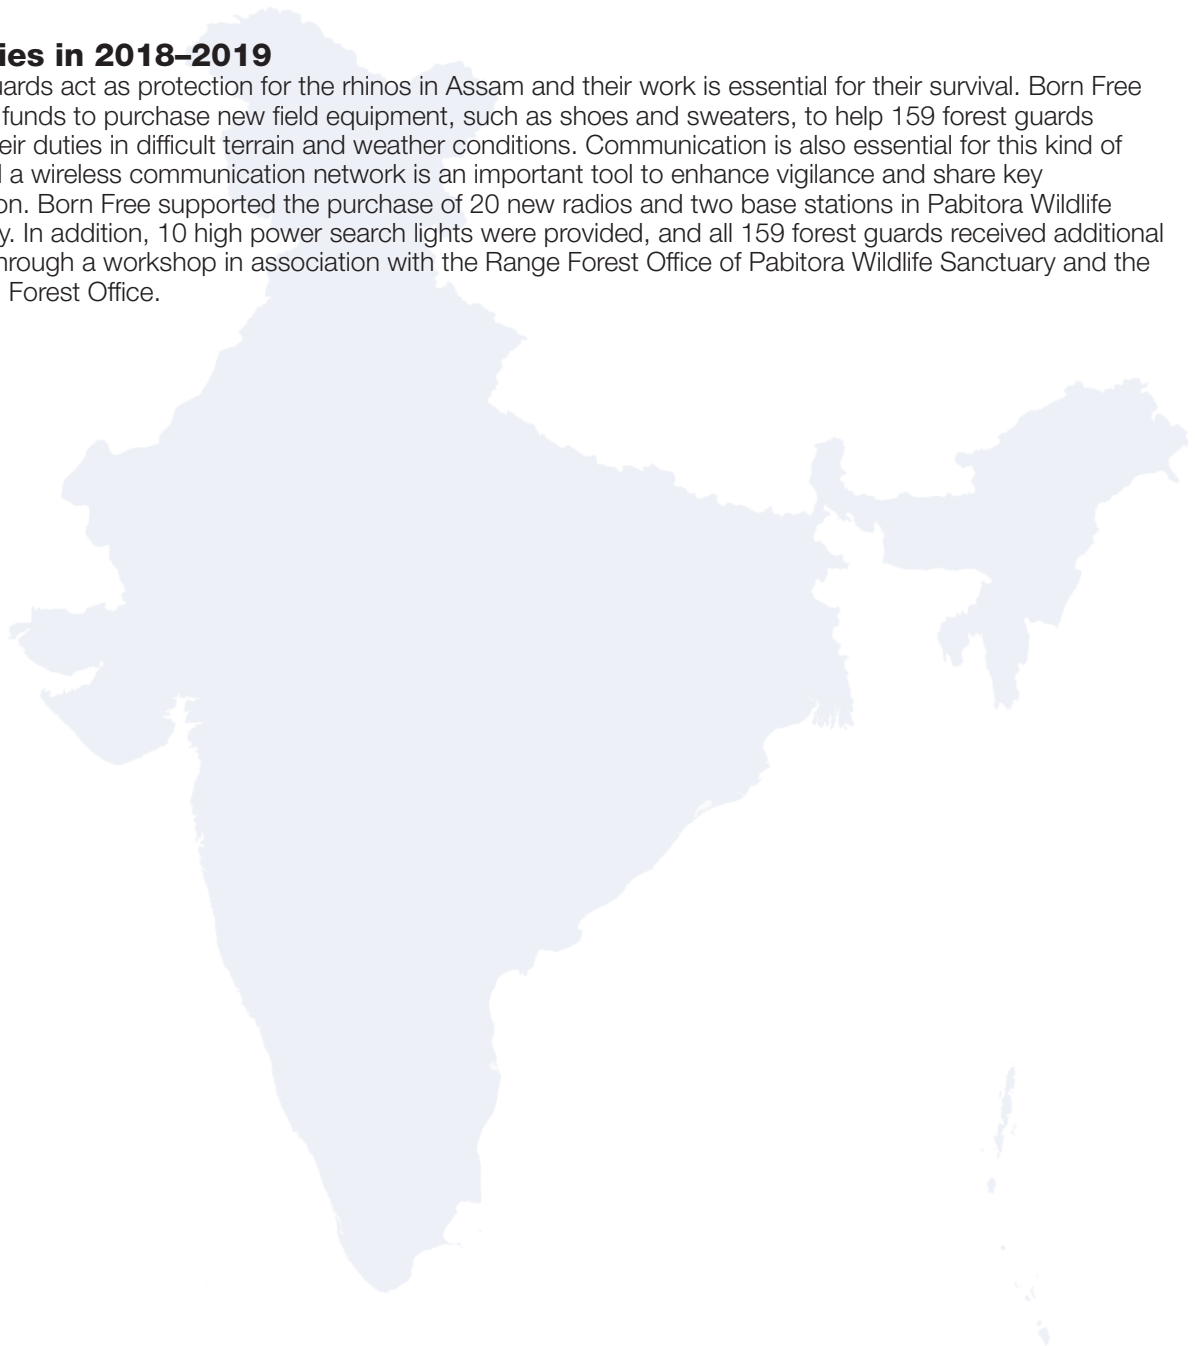 ies in 2018–2019
uards act as protection for the rhinos in Assam and their work is essential for their survival. Born Free
funds to purchase new field equipment, such as shoes and sweaters, to help 159 forest guards
eir duties in difficult terrain and weather conditions. Communication is also essential for this kind of
a wireless communication network is an important tool to enhance vigilance and share key
on. Born Free supported the purchase of 20 new radios and two base stations in Pabitora Wildlife
y. In addition, 10 high power search lights were provided, and all 159 forest guards received additional
hrough a workshop in association with the Range Forest Office of Pabitora Wildlife Sanctuary and the
Forest Office.